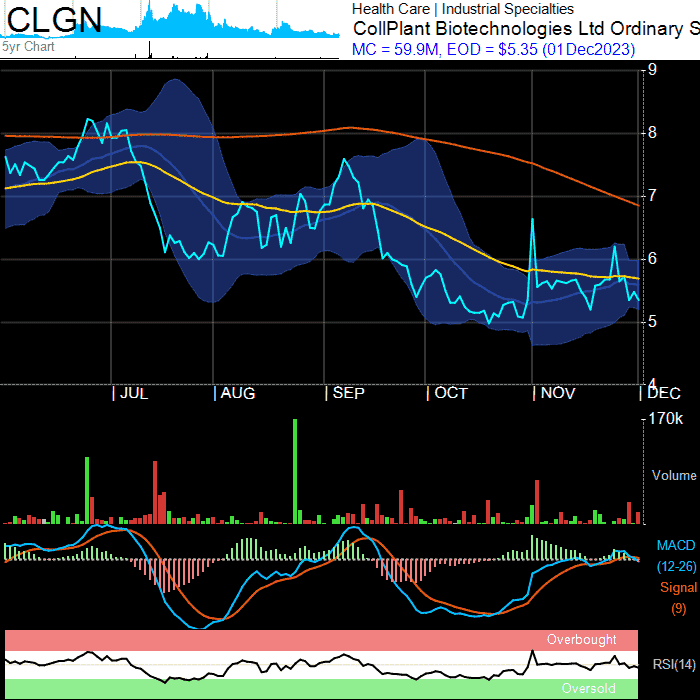 CLGN
5yr Chart
Health Care | Industrial Specialties
CollPlant Biotechnologies Ltd Ordinary S
MC = 59.9M, EOD = $5.35 (01Dec2023)
9
8
7
6
5
4
JUL AUG SEP OCT NOV DEC
170k
Volume
MACD
(12-26)
Signal
(9)
Overbought
RSI(14)
Oversold